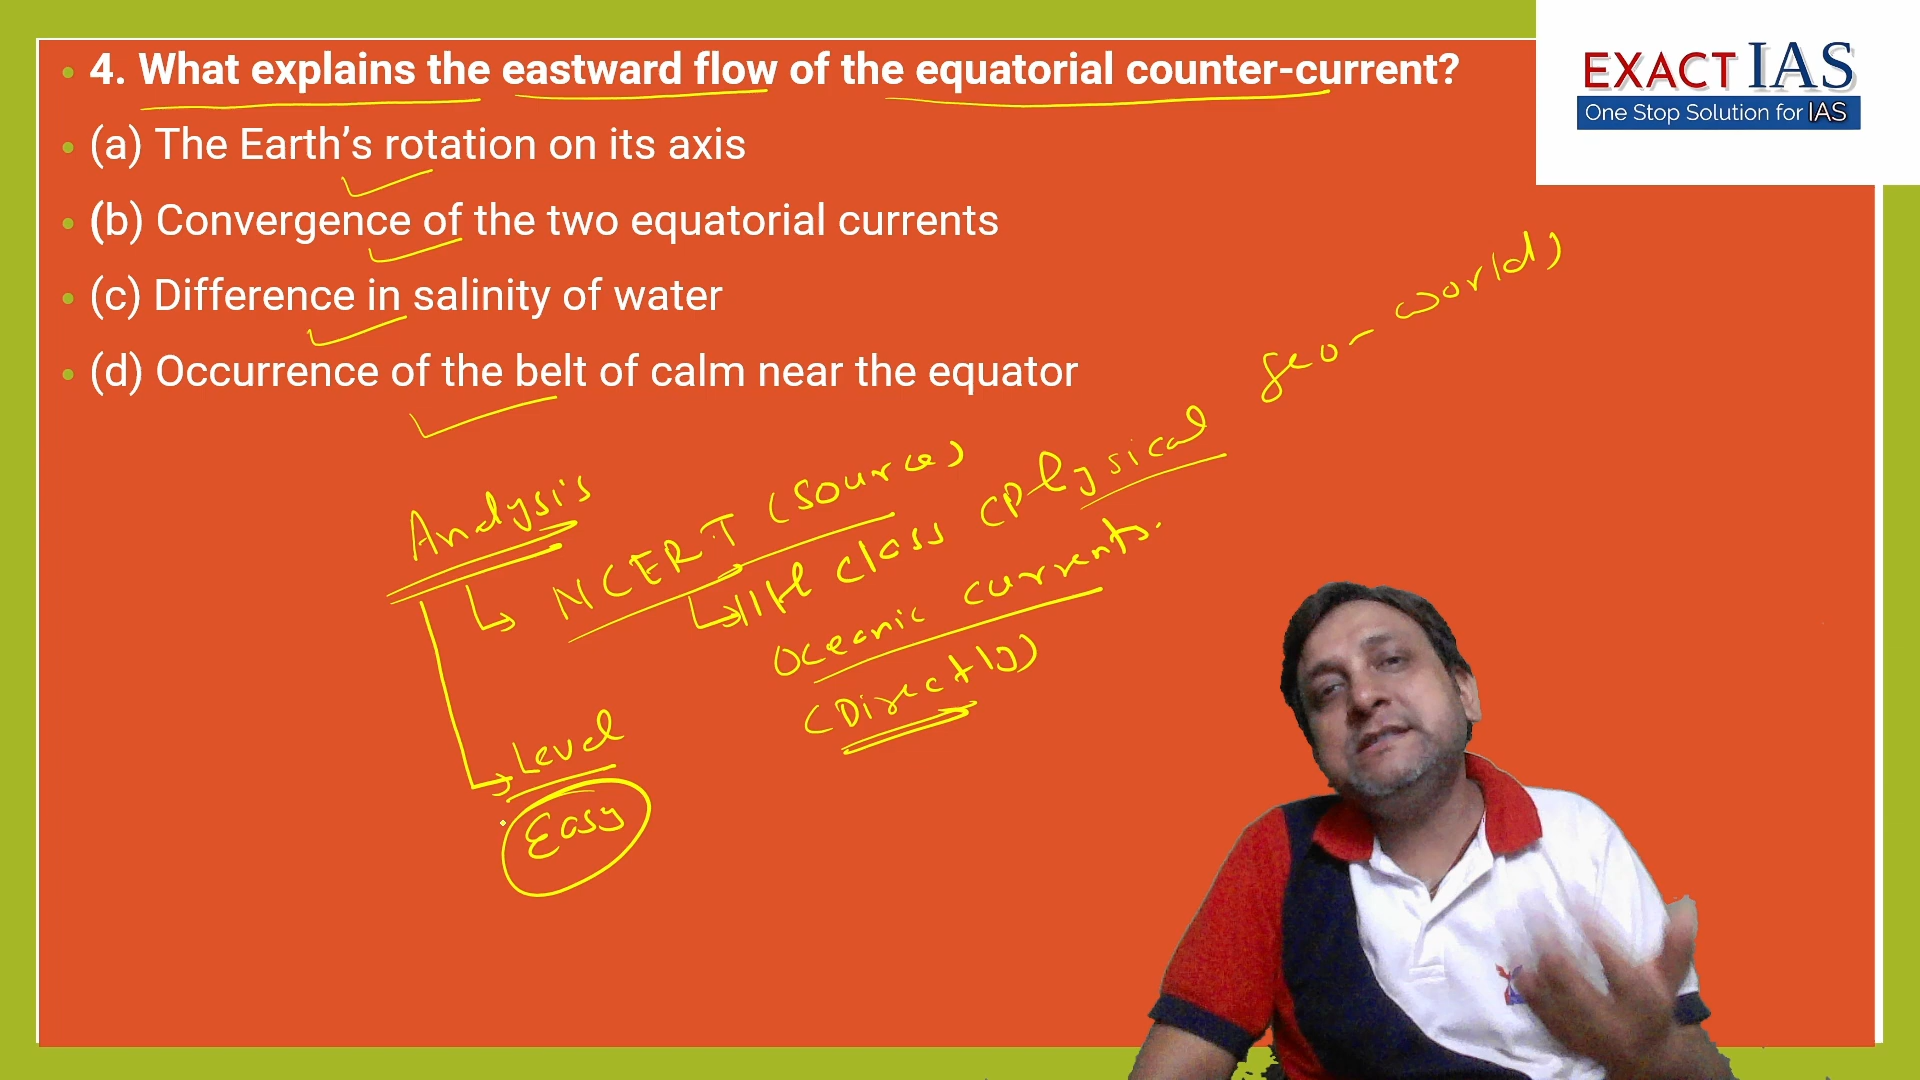 • 4. What explains the eastward flow of the equatorial counter-current?
• (a) The Earth’s rotation on its axis
• (b) Convergence of the two equatorial currents
• (c) Difference in salinity of water
• (d) Occurrence of the belt of calm near the equator
EXACT IAS
One Stop Solution for IAS
Analysis
NCERT (Source)
11th class (Physical geo- world)
Oceanic currents.
(Directly)
Level
Easy